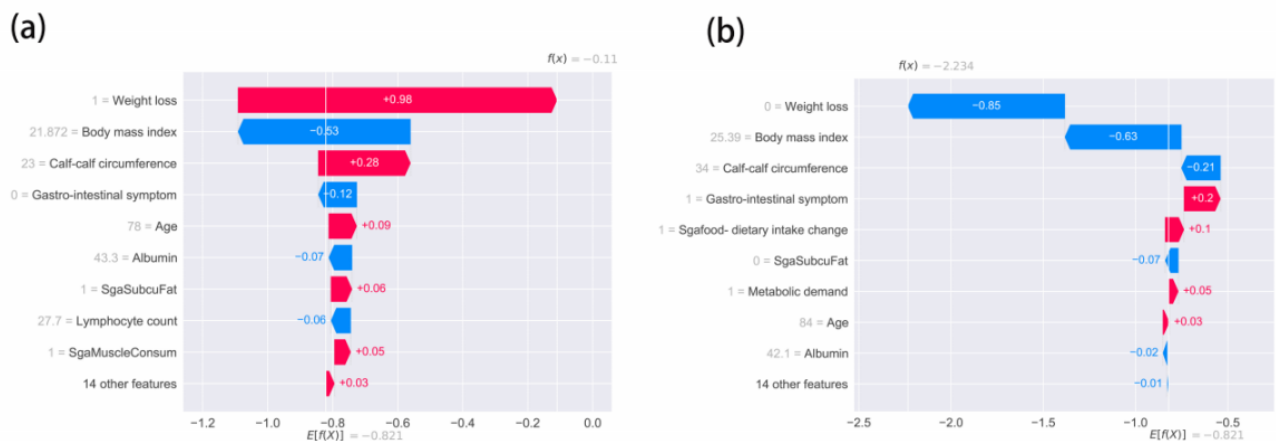 (a)
f(x) = −0.11
1 = Weight loss
+0.98
21.872 = Body mass index
−0.53
23 = Calf-calf circumference
+0.28
0 = Gastro-intestinal symptom
−0.12
78 = Age
+0.09
43.3 = Albumin
−0.07
1 = SgaSubcuFat
+0.06
27.7 = Lymphocyte count
−0.06
1 = SgaMuscleConsum
+0.05
14 other features
+0.03
−1.2 −1.0 −0.8 −0.6 −0.4 −0.2 0.0
E[f(X)] = −0.821
(b)
f(x) = −2.234
0 = Weight loss
−0.85
25.39 = Body mass index
−0.63
34 = Calf-calf circumference
−0.21
1 = Gastro-intestinal symptom
+0.2
1 = Sgafood- dietary intake change
+0.1
0 = SgaSubcuFat
−0.07
1 = Metabolic demand
+0.05
84 = Age
+0.03
42.1 = Albumin
−0.02
14 other features
−0.01
−2.5 −2.0 −1.5 −1.0 −0.5
E[f(X)] = −0.821